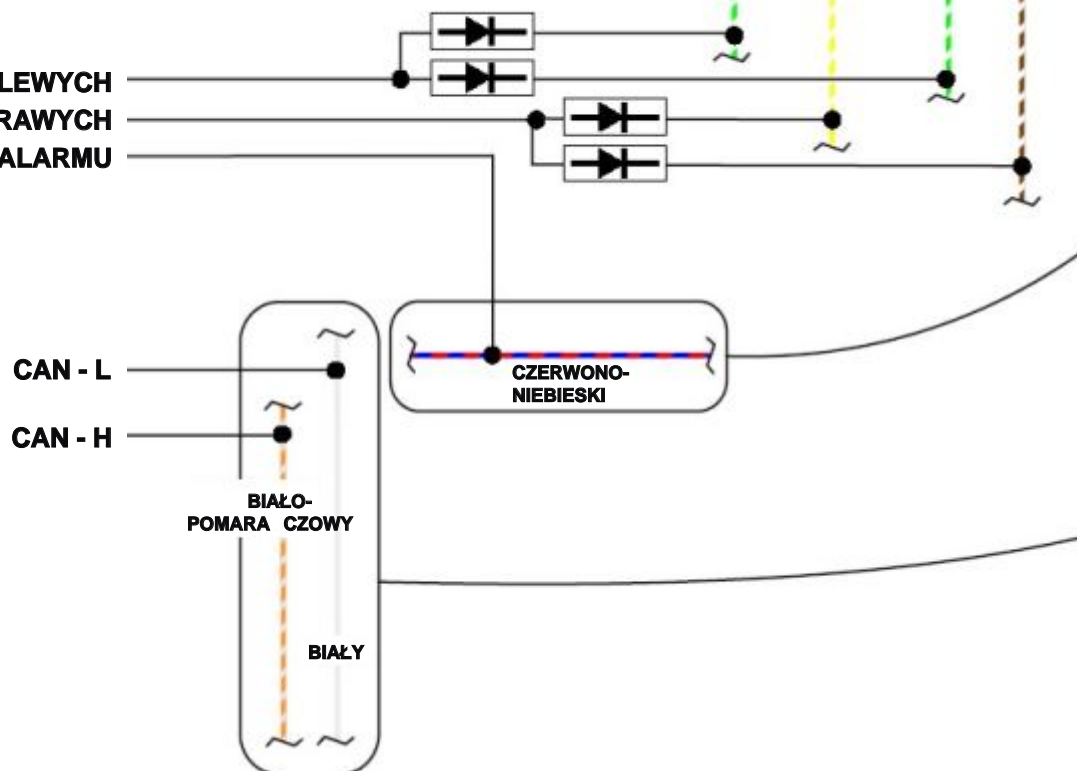 LEWYCH
RAWYCH
ALARMU
CZERWONO-
NIEBIESKI
CAN - L
CAN - H
BIAŁO-
POMARA CZOWY
BIAŁY